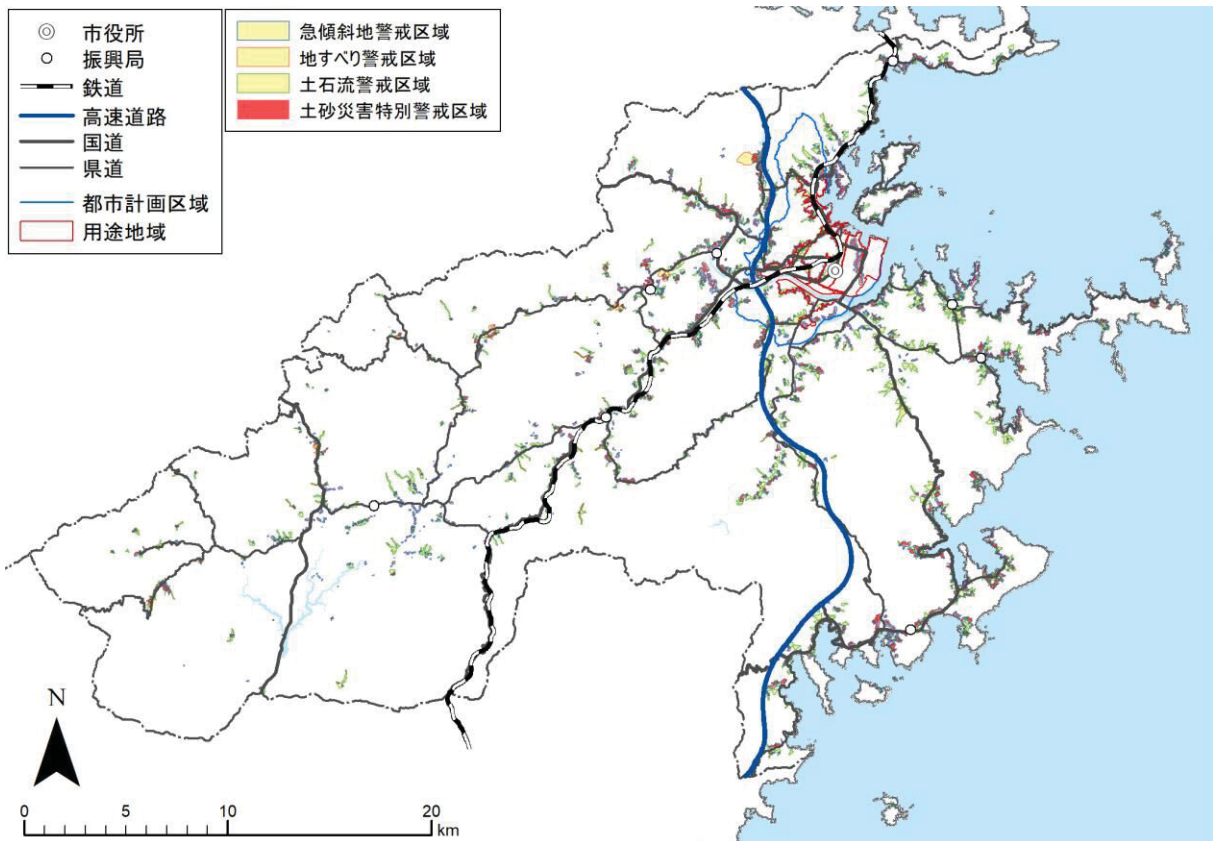 市役所
振興局
鉄道
高速道路
国道
県道
都市計画区域
用途地域
急傾斜地警戒区域
地すべり警戒区域
土石流警戒区域
土砂災害特別警戒区域
N
0 5 10 20
km